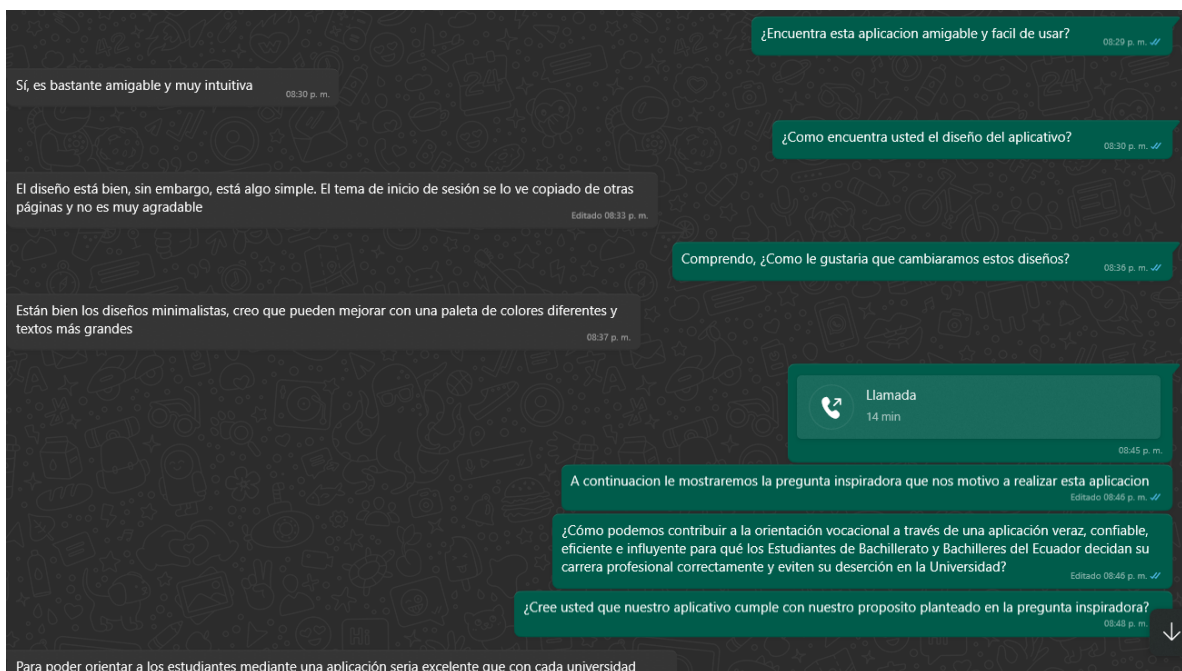 ¿Encuentra esta aplicacion amigable y facil de usar?
08:29 p. m.
Sí, es bastante amigable y muy intuitiva
08:30 p. m.
¿Como encuentra usted el diseño del aplicativo?
08:30 p. m.
El diseño está bien, sin embargo, está algo simple. El tema de inicio de sesión se lo ve copiado de otras
páginas y no es muy agradable
Editado 08:33 p. m.
Comprendo, ¿Como le gustaria que cambiaramos estos diseños?
08:36 p. m.
Están bien los diseños minimalistas, creo que pueden mejorar con una paleta de colores diferentes y
textos más grandes
08:37 p. m.
Llamada
14 min
08:45 p. m.
A continuacion le mostraremos la pregunta inspiradora que nos motivo a realizar esta aplicacion
Editado 08:46 p. m.
¿Cómo podemos contribuir a la orientación vocacional a través de una aplicación veraz, confiable,
eficiente e influyente para qué los Estudiantes de Bachillerato y Bachilleres del Ecuador decidan su
carrera profesional correctamente y eviten su deserción en la Universidad?
Editado 08:46 p. m.
¿Cree usted que nuestro aplicativo cumple con nuestro proposito planteado en la pregunta inspiradora?
08:48 p. m.
Para poder orientar a los estudiantes mediante una aplicación seria excelente que con cada universidad